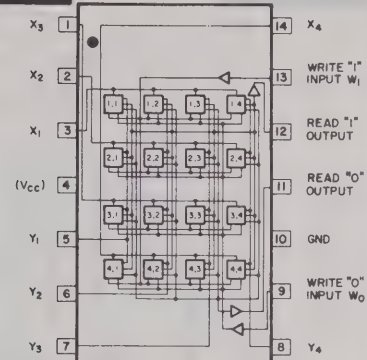 X3 1
14 X4
X2 2
13 WRITE "1" INPUT W1
X1 3
12 READ "1" OUTPUT
(VCC) 4
11 READ "0" OUTPUT
Y1 5
10 GND
Y2 6
9 WRITE "0" INPUT W0
Y3 7
8 Y4
1,1 1,2 1,3 1,4
2,1 2,2 2,3 2,4
3,1 3,2 3,3 3,4
4,1 4,2 4,3 4,4